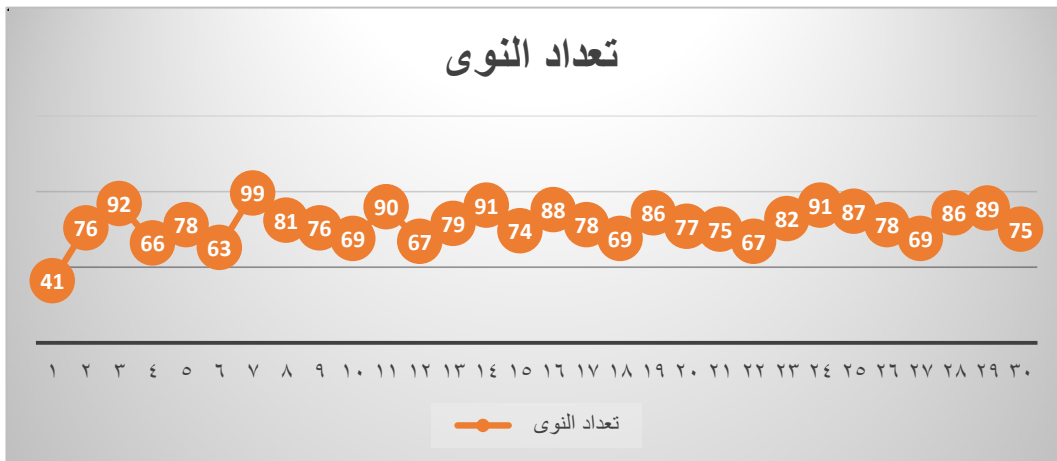 تعداد النوى
41 76 92 66 78 63 99 81 76 69 90 67 79 91 74 88 78 69 86 77 75 67 82 91 87 78 69 86 89 75
١ ٢ ٣ ٤ ٥ ٦ ٧ ٨ ٩ ١٠ ١١ ١٢ ١٣ ١٤ ١٥ ١٦ ١٧ ١٨ ١٩ ٢٠ ٢١ ٢٢ ٢٣ ٢٤ ٢٥ ٢٦ ٢٧ ٢٨ ٢٩ ٣٠
تعداد النوى